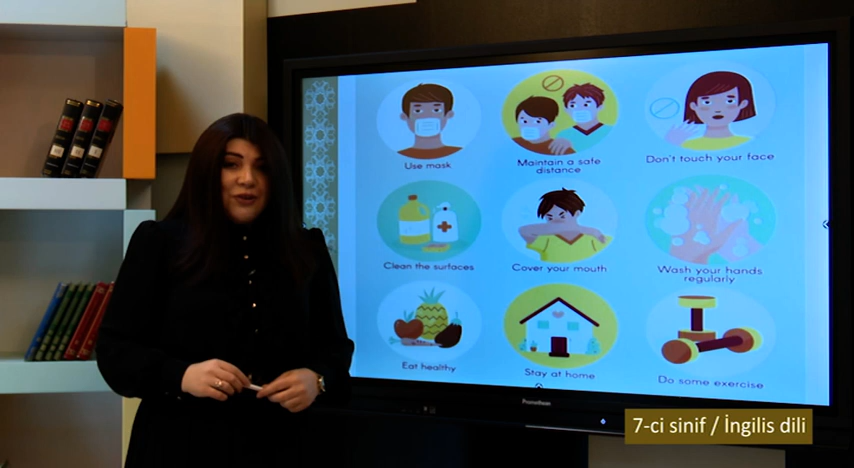 Use mask
Maintain a safe
distance
Don't touch your face
Clean the surfaces
Cover your mouth
Wash your hands
regularly
Eat healthy
Stay at home
Do some exercise
Promethean
7-ci sinif / İngilis dili